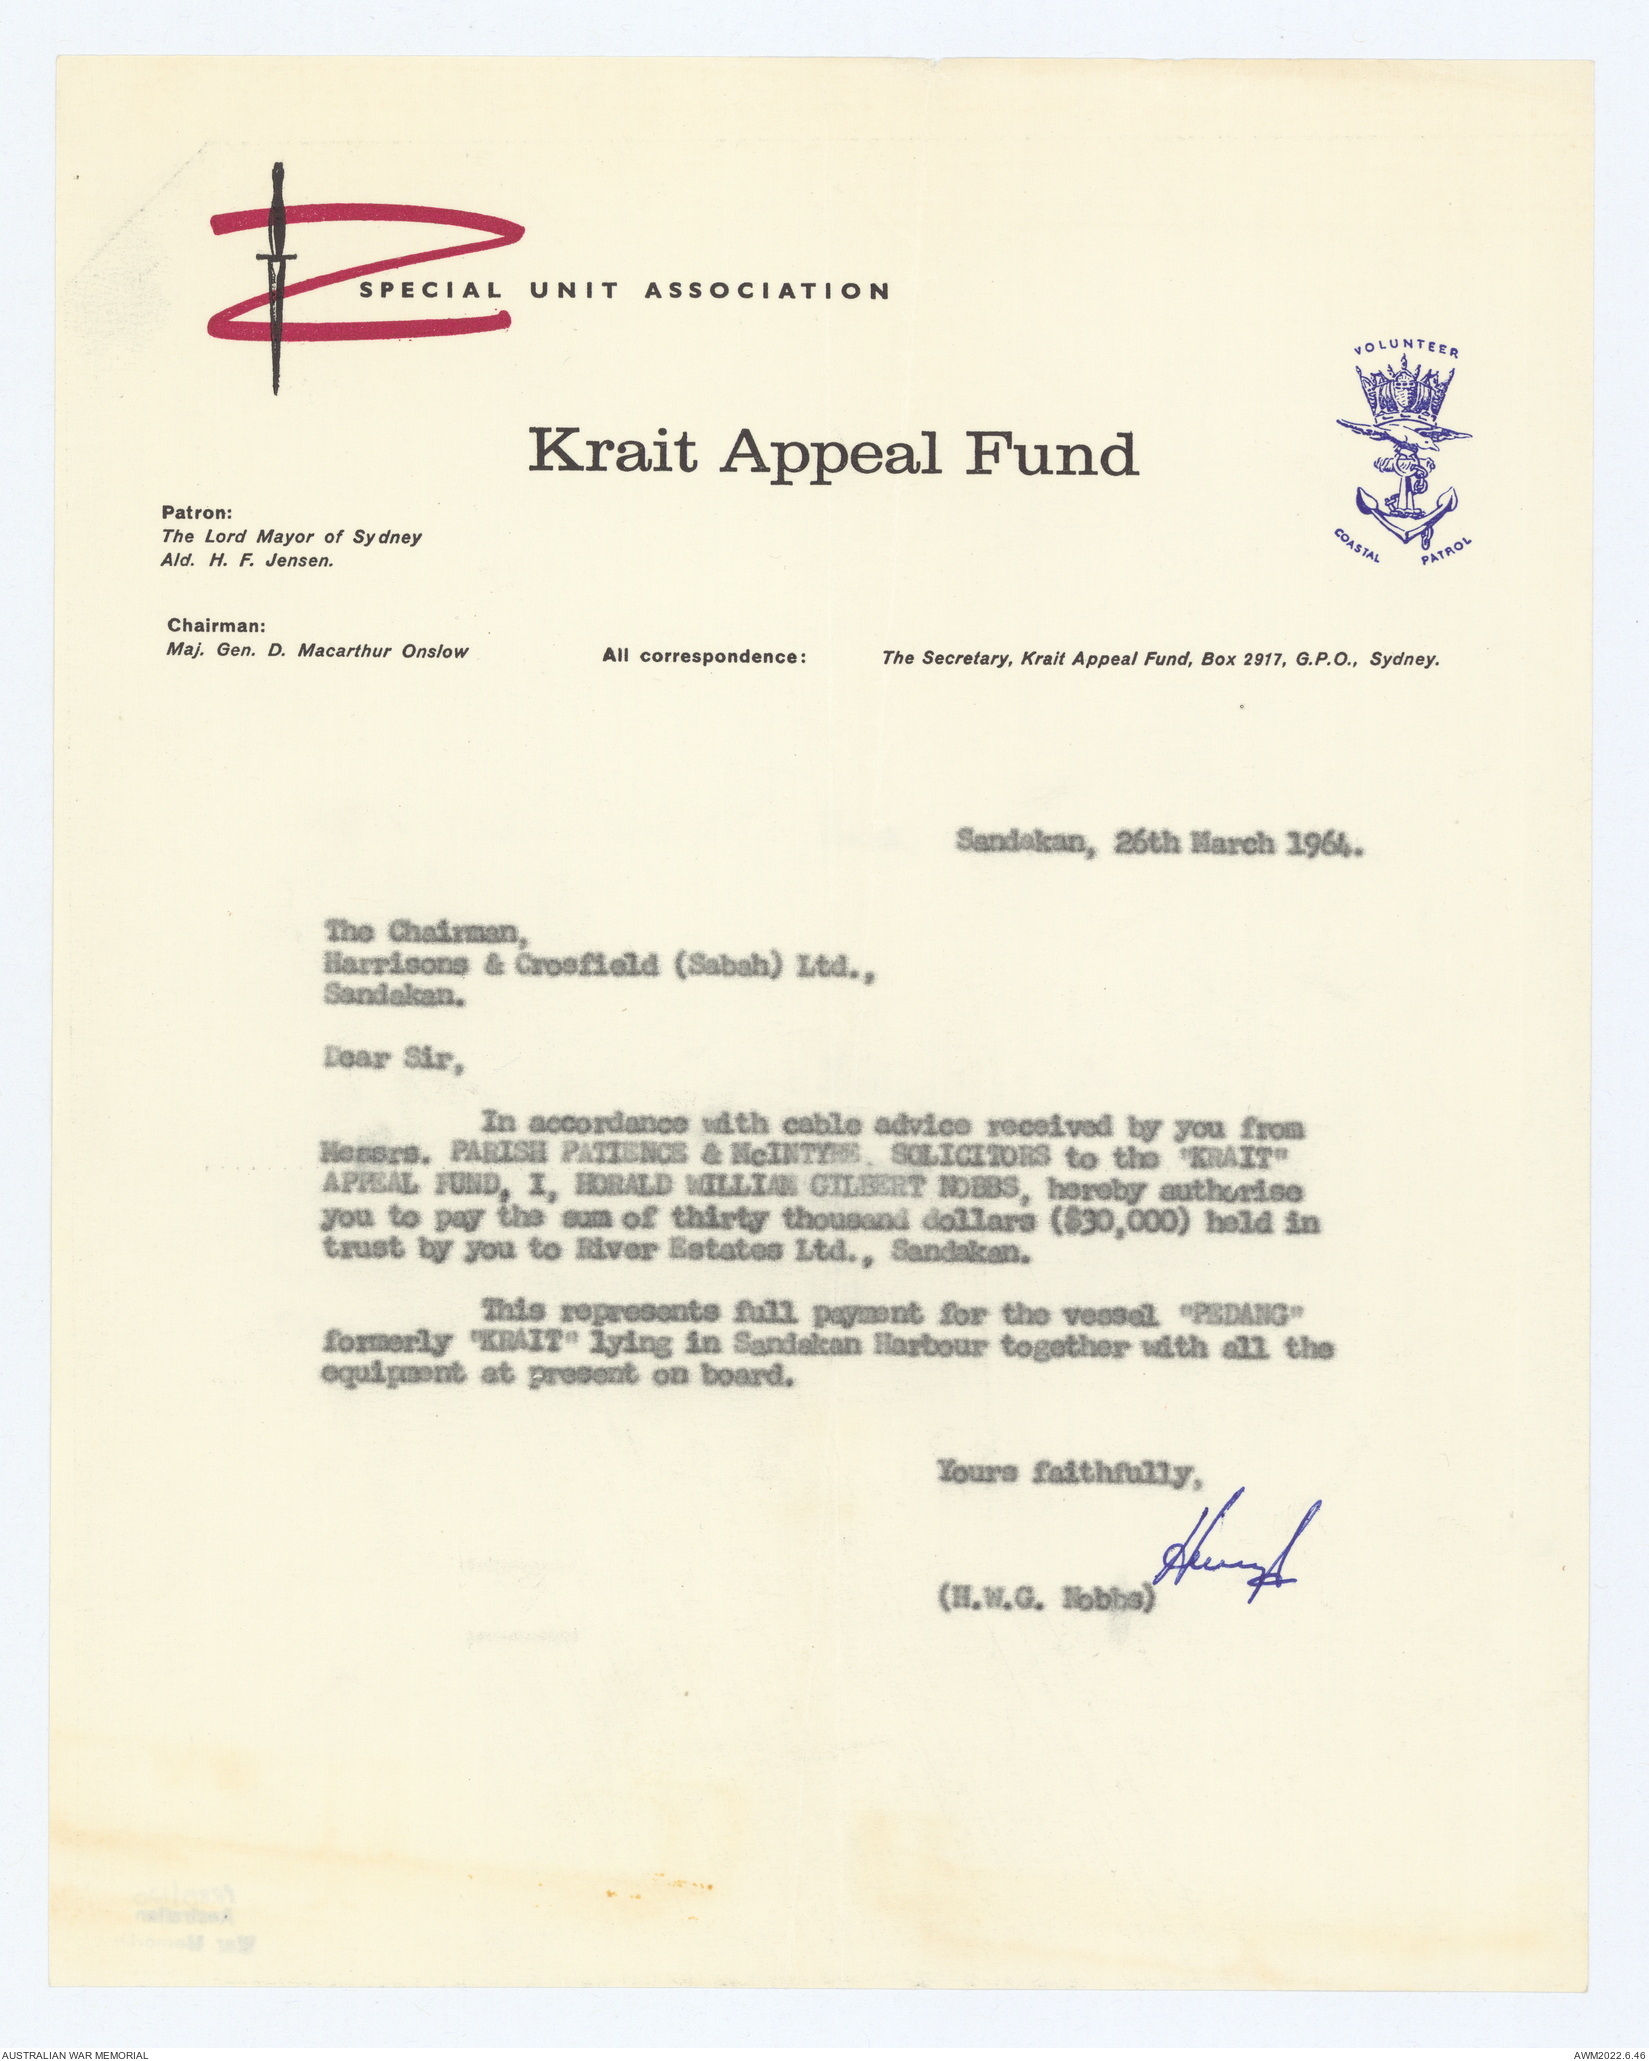 Z SPECIAL UNIT ASSOCIATION
VOLUNTEER
COASTAL PATROL
Krait Appeal Fund
Patron:
The Lord Mayor of Sydney
Ald. H. F. Jensen.
Chairman:
Maj. Gen. D. Macarthur Onslow
All correspondence: The Secretary, Krait Appeal Fund, Box 2917, G.P.O., Sydney.
Sandakan, 26th March 1964.
The Chairman,
Harrisons & Crosfield (Sabah) Ltd.,
Sandakan.
Dear Sir,
In accordance with cable advice received by you from
Messrs. PARISH PATIENCE & McINTYRE. SOLICITORS to the "KRAIT"
APPEAL FUND, I, HORALD WILLIAM GILBERT NOBBS, hereby authorise
you to pay the sum of thirty thousand dollars ($30,000) held in
trust by you to River Estates Ltd., Sandakan.
This represents full payment for the vessel "PEDANG"
formerly "KRAIT" lying in Sandakan Harbour together with all the
equipment at present on board.
Yours faithfully,
(H.W.G. Nobbs)
AUSTRALIAN WAR MEMORIAL
AWM2022.6.46